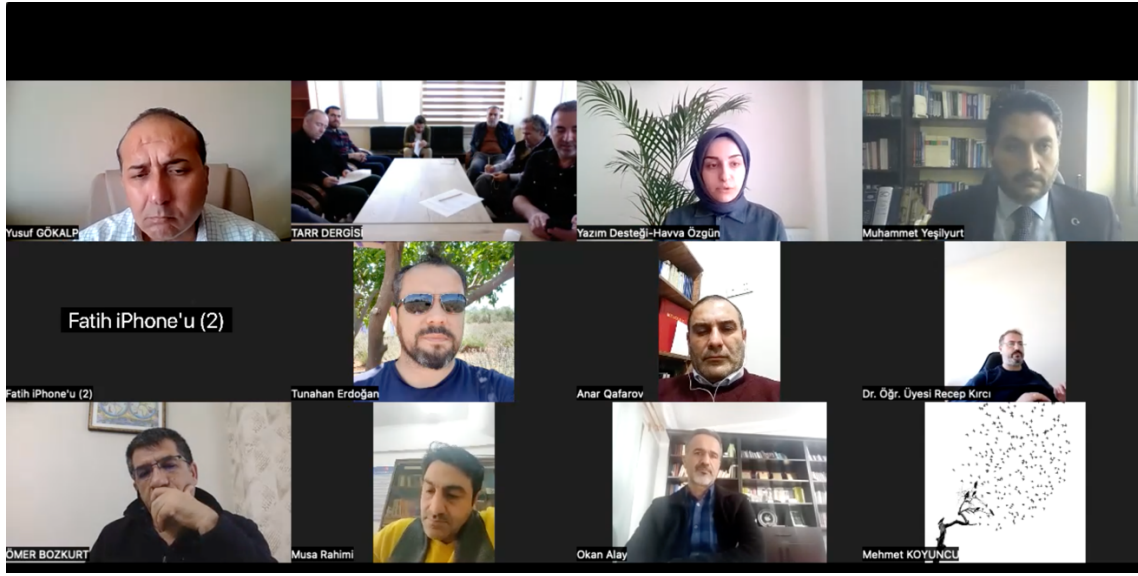 Yusuf GÖKALP
TARR DERGİSİ
Yazım Desteği-Havva Özgün
Muhammet Yeşilyurt
Fatih iPhone'u (2)
Fatih iPhone'u (2)
Tunahan Erdoğan
Anar Qafarov
Dr. Öğr. Üyesi Recep Kırcı
ÖMER BOZKURT
Musa Rahimi
Okan Alay
Mehmet KOYUNCU